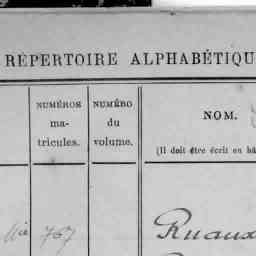 RÉPERTOIRE ALPHABÉTIQU
NUMÉROS
ma-
tricules.
NUMÉRO
du
volume.
NOM.
(Il doit être écrit en bâ
767
Ruaux